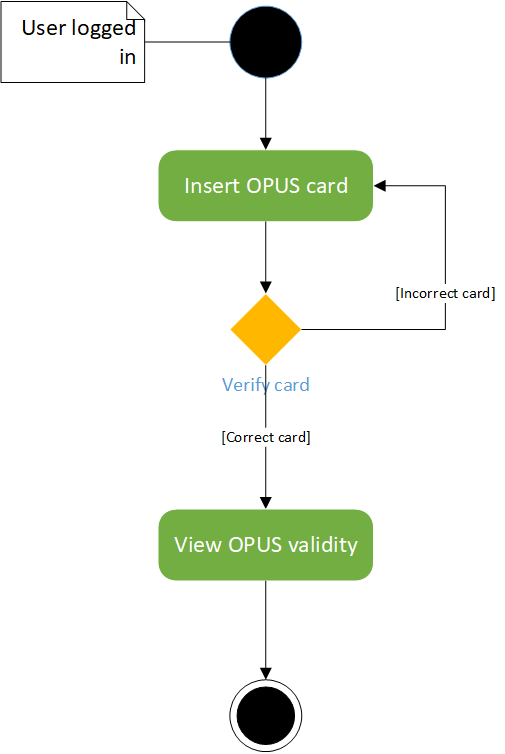 User logged
in
Insert OPUS card
[Incorrect card]
Verify card
[Correct card]
View OPUS validity